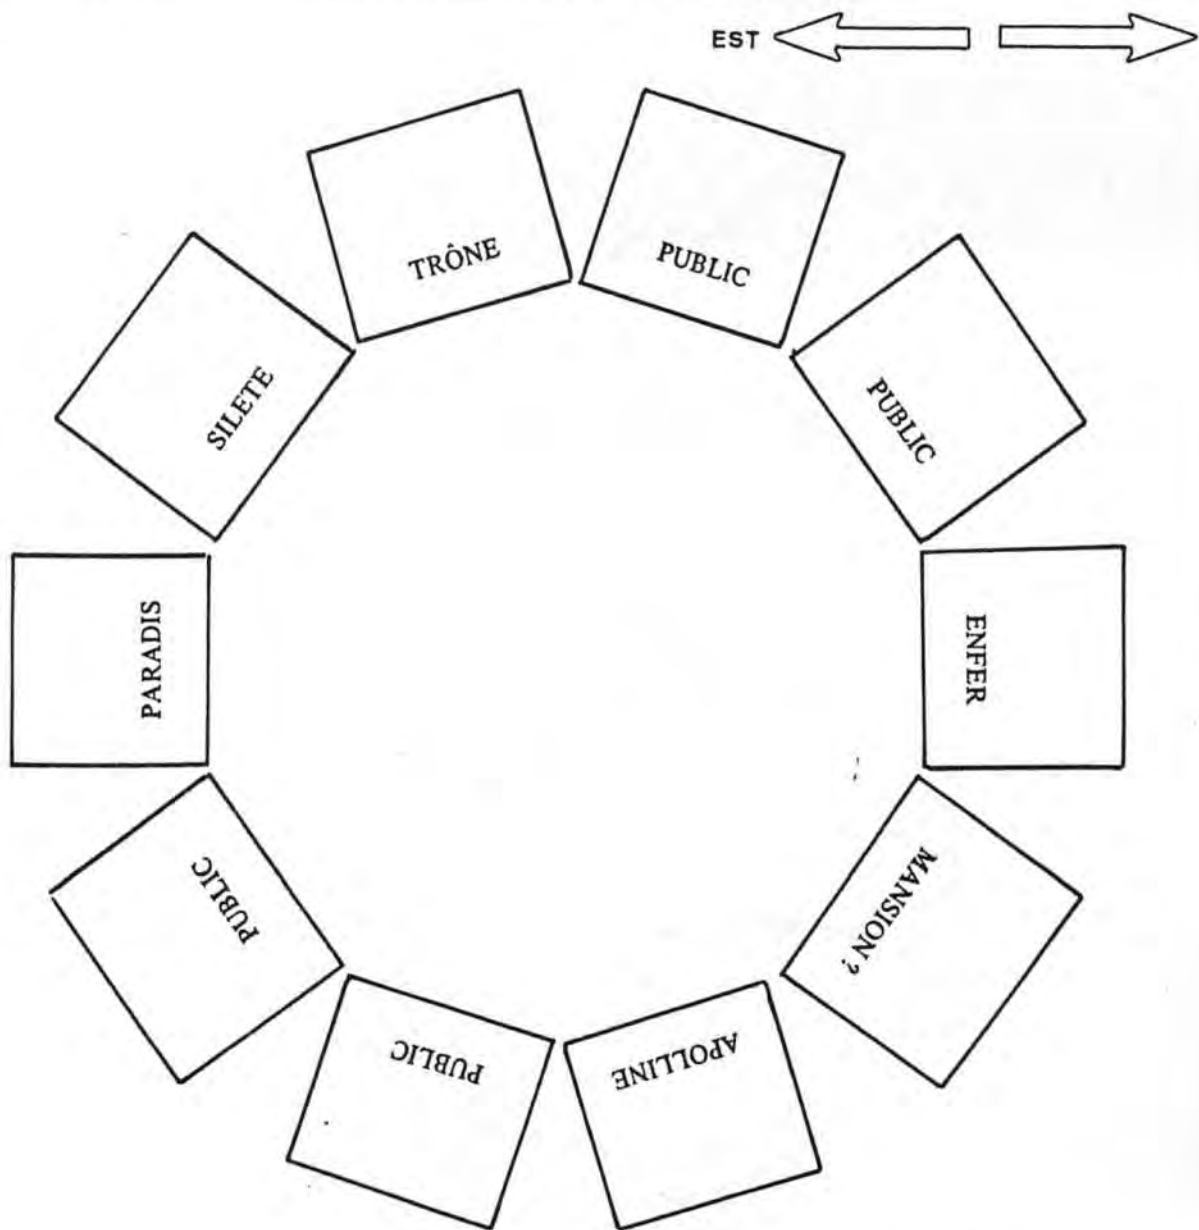 EST
TRÔNE
PUBLIC
SILETE
PUBLIC
PARADIS
ENFER
PUBLIC
MANSION ?
PUBLIC
APOLLINE